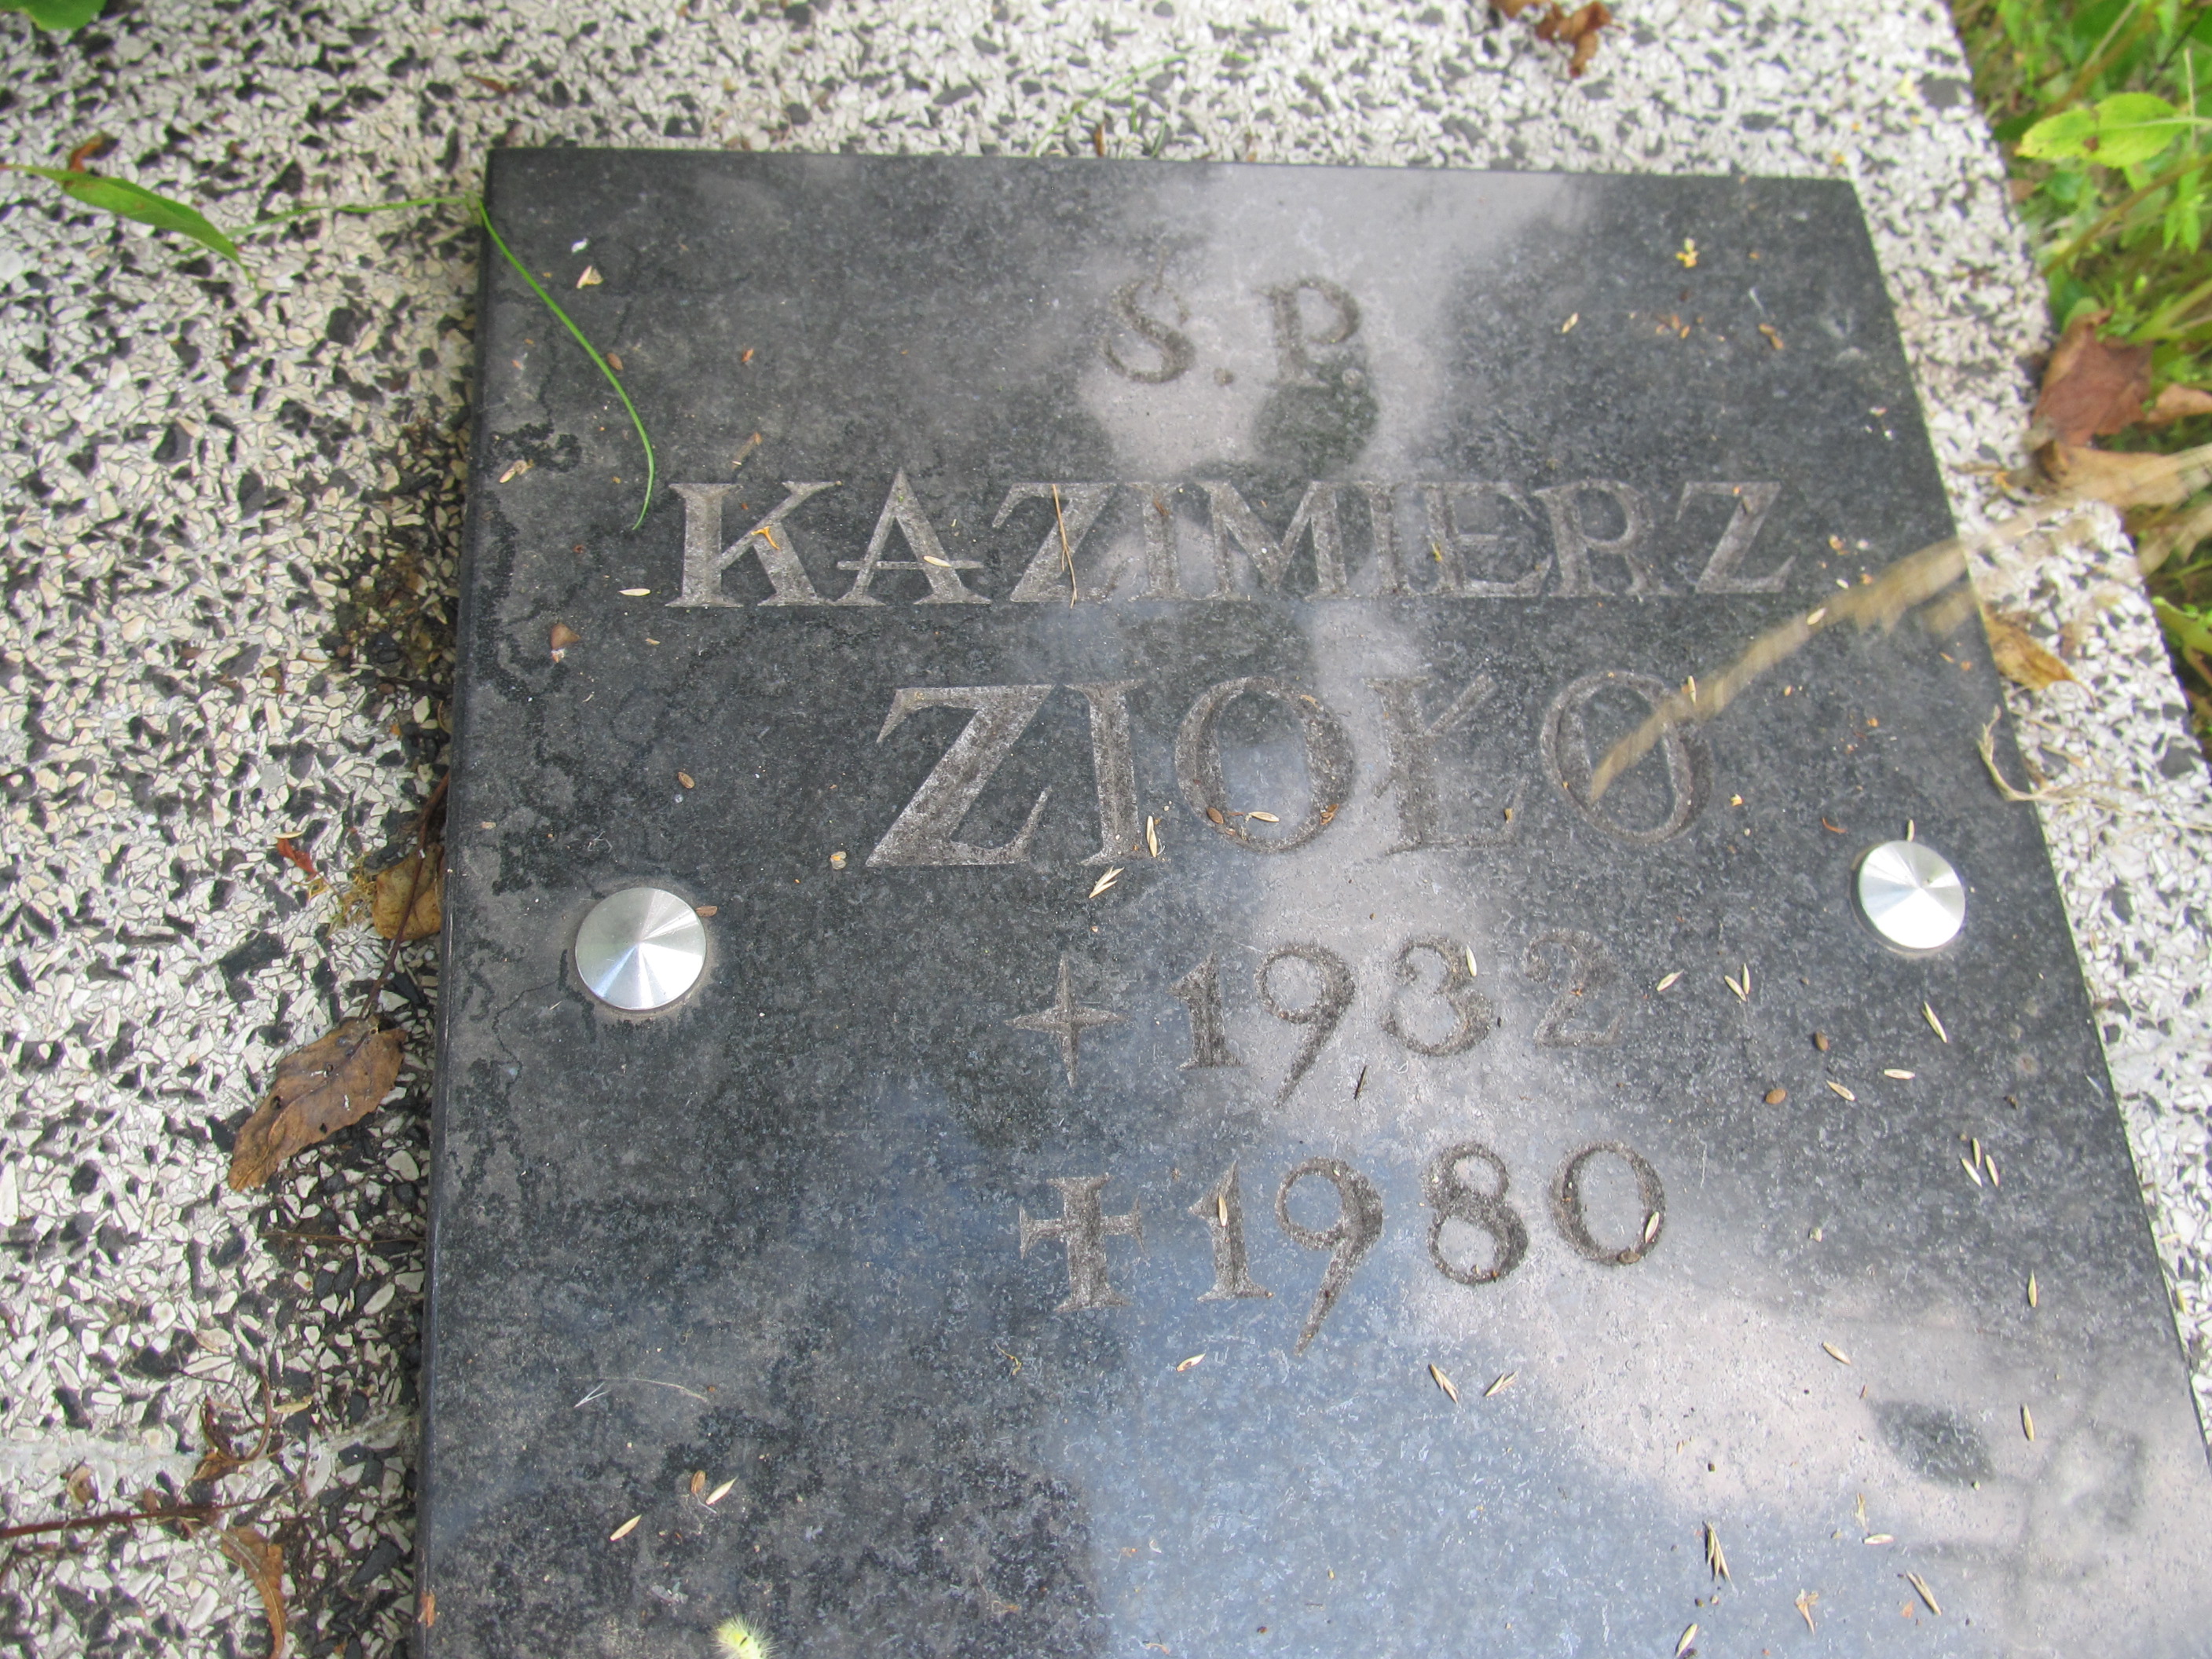 Ś.P.
KAZIMIERZ
ZIOŁO
1932
1980